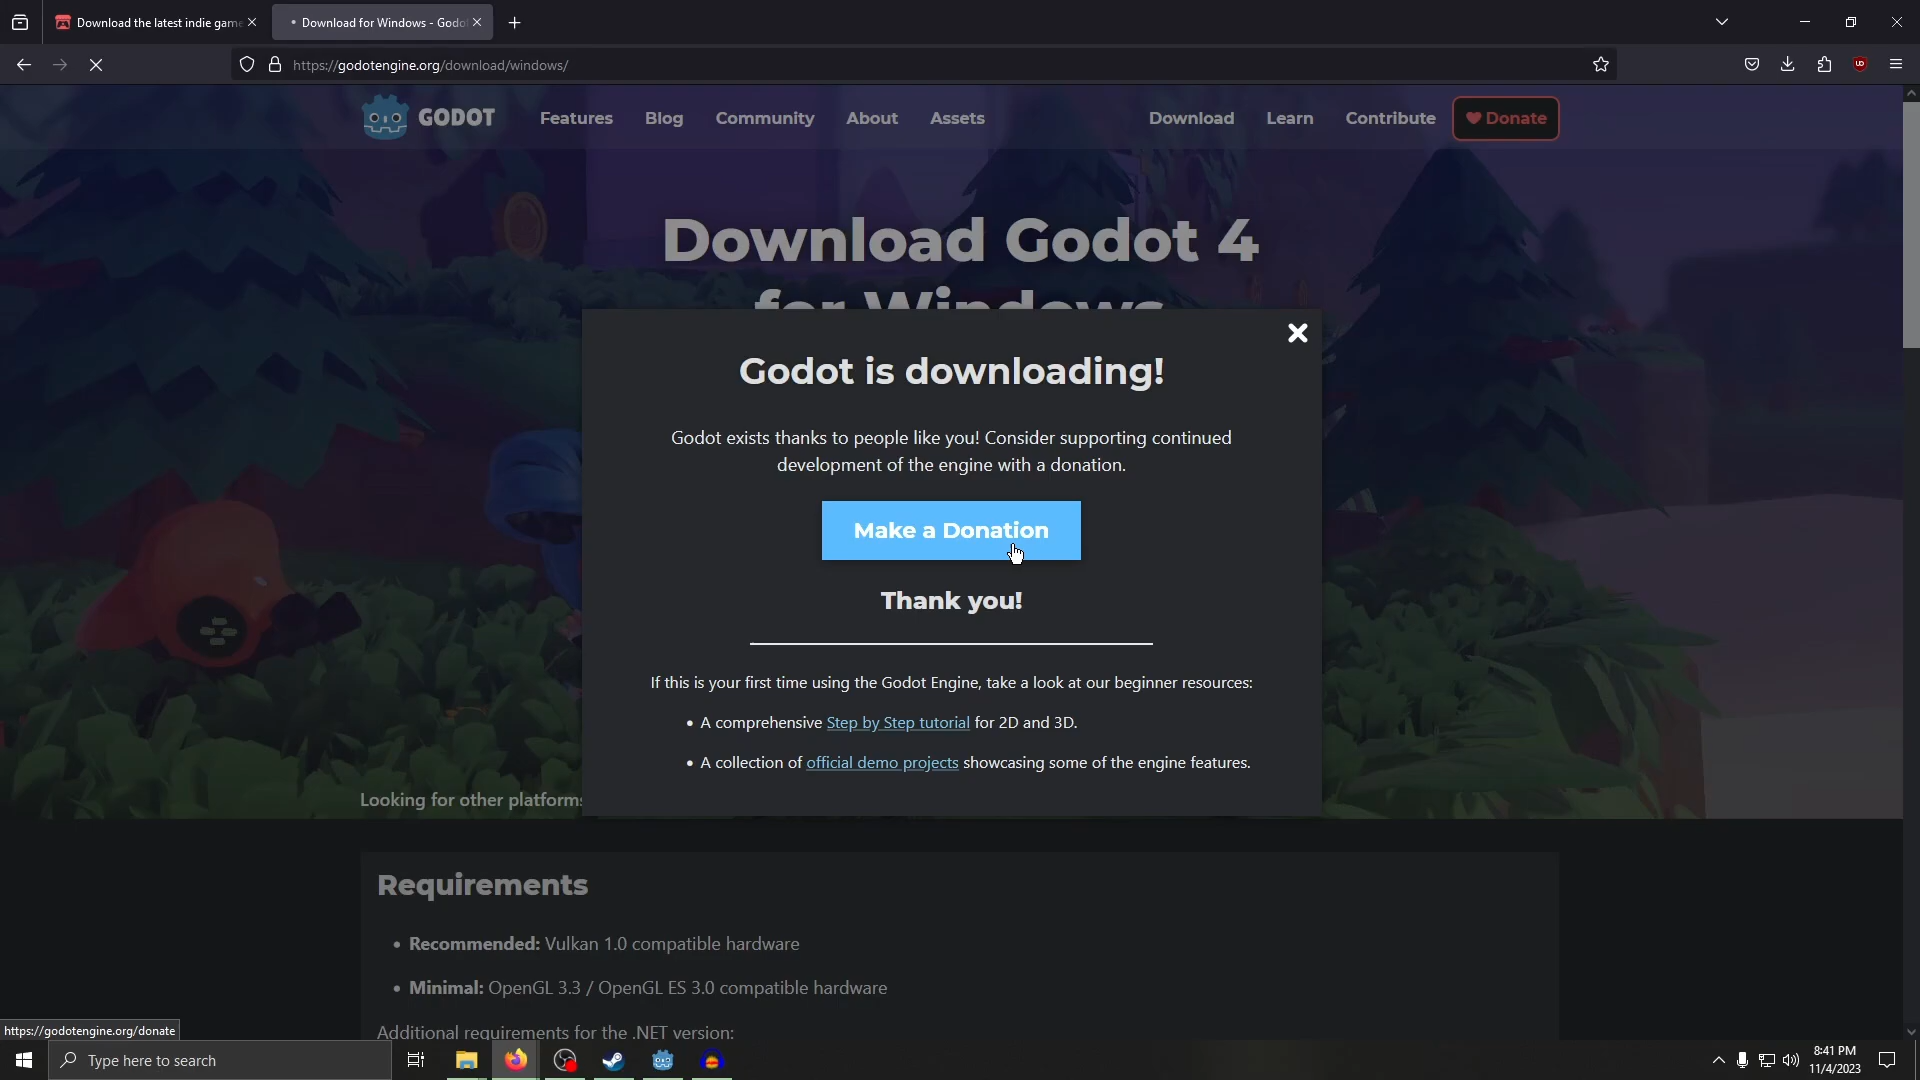 Download the latest indie game
Download for Windows - Godo
https://godotengine.org/download/windows/
GODOT
Features
Blog
Community
About
Assets
Download
Learn
Contribute
Donate
Download Godot 4
for Windows
Godot is downloading!
Godot exists thanks to people like you! Consider supporting continued
development of the engine with a donation.
Make a Donation
Thank you!
If this is your first time using the Godot Engine, take a look at our beginner resources:
• A comprehensive Step by Step tutorial for 2D and 3D.
• A collection of official demo projects showcasing some of the engine features.
Looking for other platforms
Requirements
• Recommended: Vulkan 1.0 compatible hardware
• Minimal: OpenGL 3.3 / OpenGL ES 3.0 compatible hardware
Additional requirements for the .NET version:
https://godotengine.org/donate
Type here to search
8:41 PM
11/4/2023